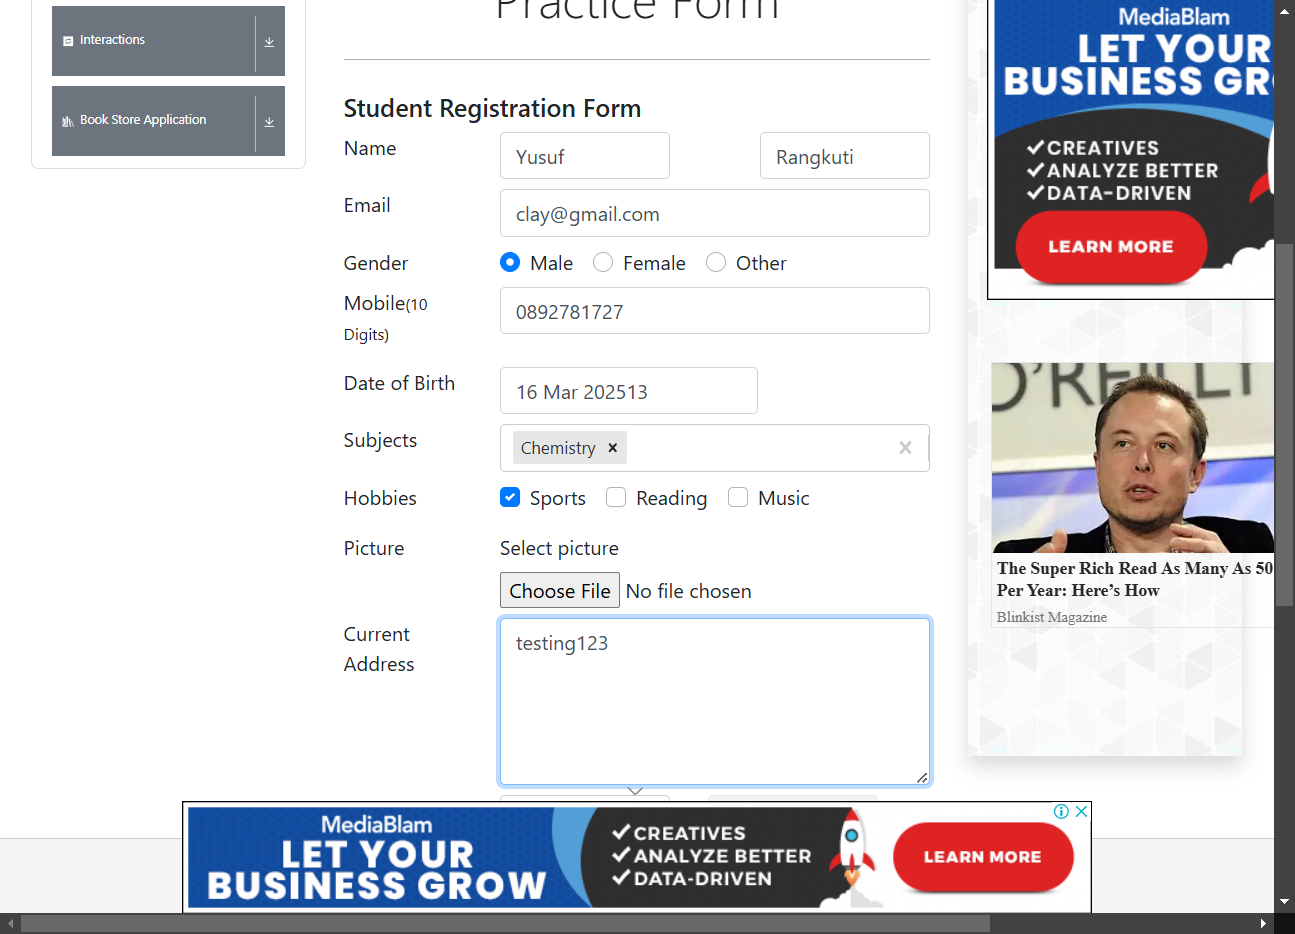 Practice Form
Interactions
Book Store Application
Student Registration Form
Name
Yusuf
Rangkuti
Email
clay@gmail.com
Gender
Male
Female
Other
Mobile(10
Digits)
0892781727
Date of Birth
16 Mar 202513
Subjects
Chemistry
Hobbies
Sports
Reading
Music
Picture
Select picture
Choose File No file chosen
Current
Address
testing123
MediaBlam
LET YOUR
BUSINESS GR
CREATIVES
ANALYZE BETTER
DATA-DRIVEN
LEARN MORE
O'REILLY
The Super Rich Read As Many As 50
Per Year: Here's How
Blinkist Magazine
MediaBlam
LET YOUR
BUSINESS GROW
CREATIVES
ANALYZE BETTER
DATA-DRIVEN
LEARN MORE